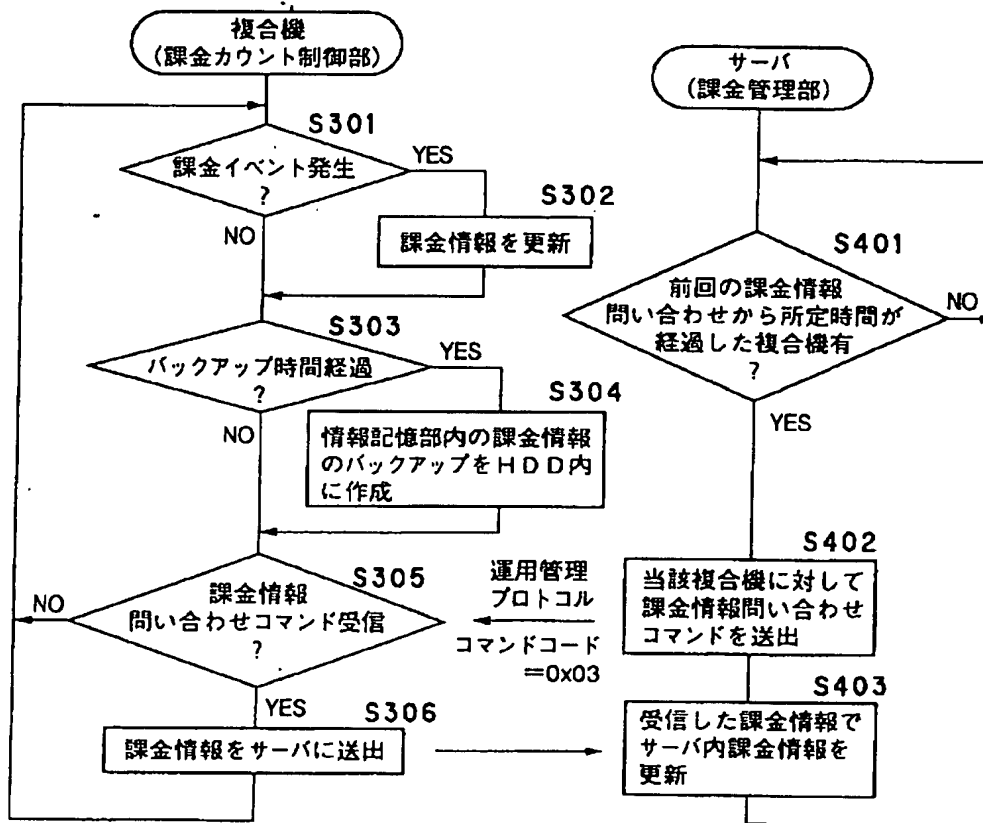 複合機
(課金カウント制御部)
S301
課金イベント発生
?
YES
NO
S302
課金情報を更新
S303
バックアップ時間経過
?
YES
NO
S304
情報記憶部内の課金情報
のバックアップをHDD内
に作成
S305
課金情報
問い合わせコマンド受信
?
NO
YES
運用管理
プロトコル
コマンドコード
=0x03
S306
課金情報をサーバに送出
サーバ
(課金管理部)
S401
前回の課金情報
問い合わせから所定時間が
経過した複合機有
?
NO
YES
S402
当該複合機に対して
課金情報問い合わせ
コマンドを送出
S403
受信した課金情報で
サーバ内課金情報を
更新